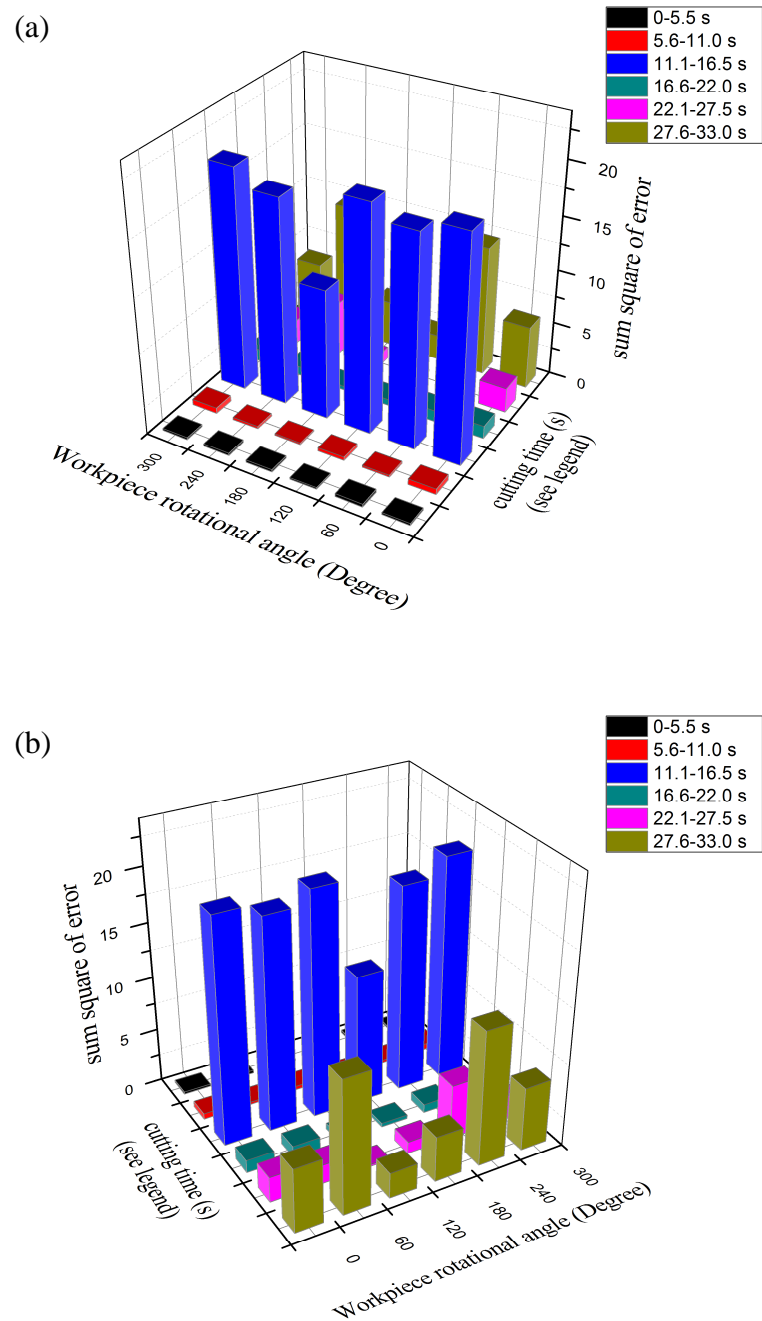 (a)
0-5.5 s
5.6-11.0 s
11.1-16.5 s
16.6-22.0 s
22.1-27.5 s
27.6-33.0 s
20
15
10
5
0
sum square of error
cutting time (s)
(see legend)
300
240
180
120
60
0
Workpiece rotational angle (Degree)
(b)
0-5.5 s
5.6-11.0 s
11.1-16.5 s
16.6-22.0 s
22.1-27.5 s
27.6-33.0 s
20
15
10
5
0
sum square of error
cutting time (s)
(see legend)
0
60
120
180
240
300
Workpiece rotational angle (Degree)